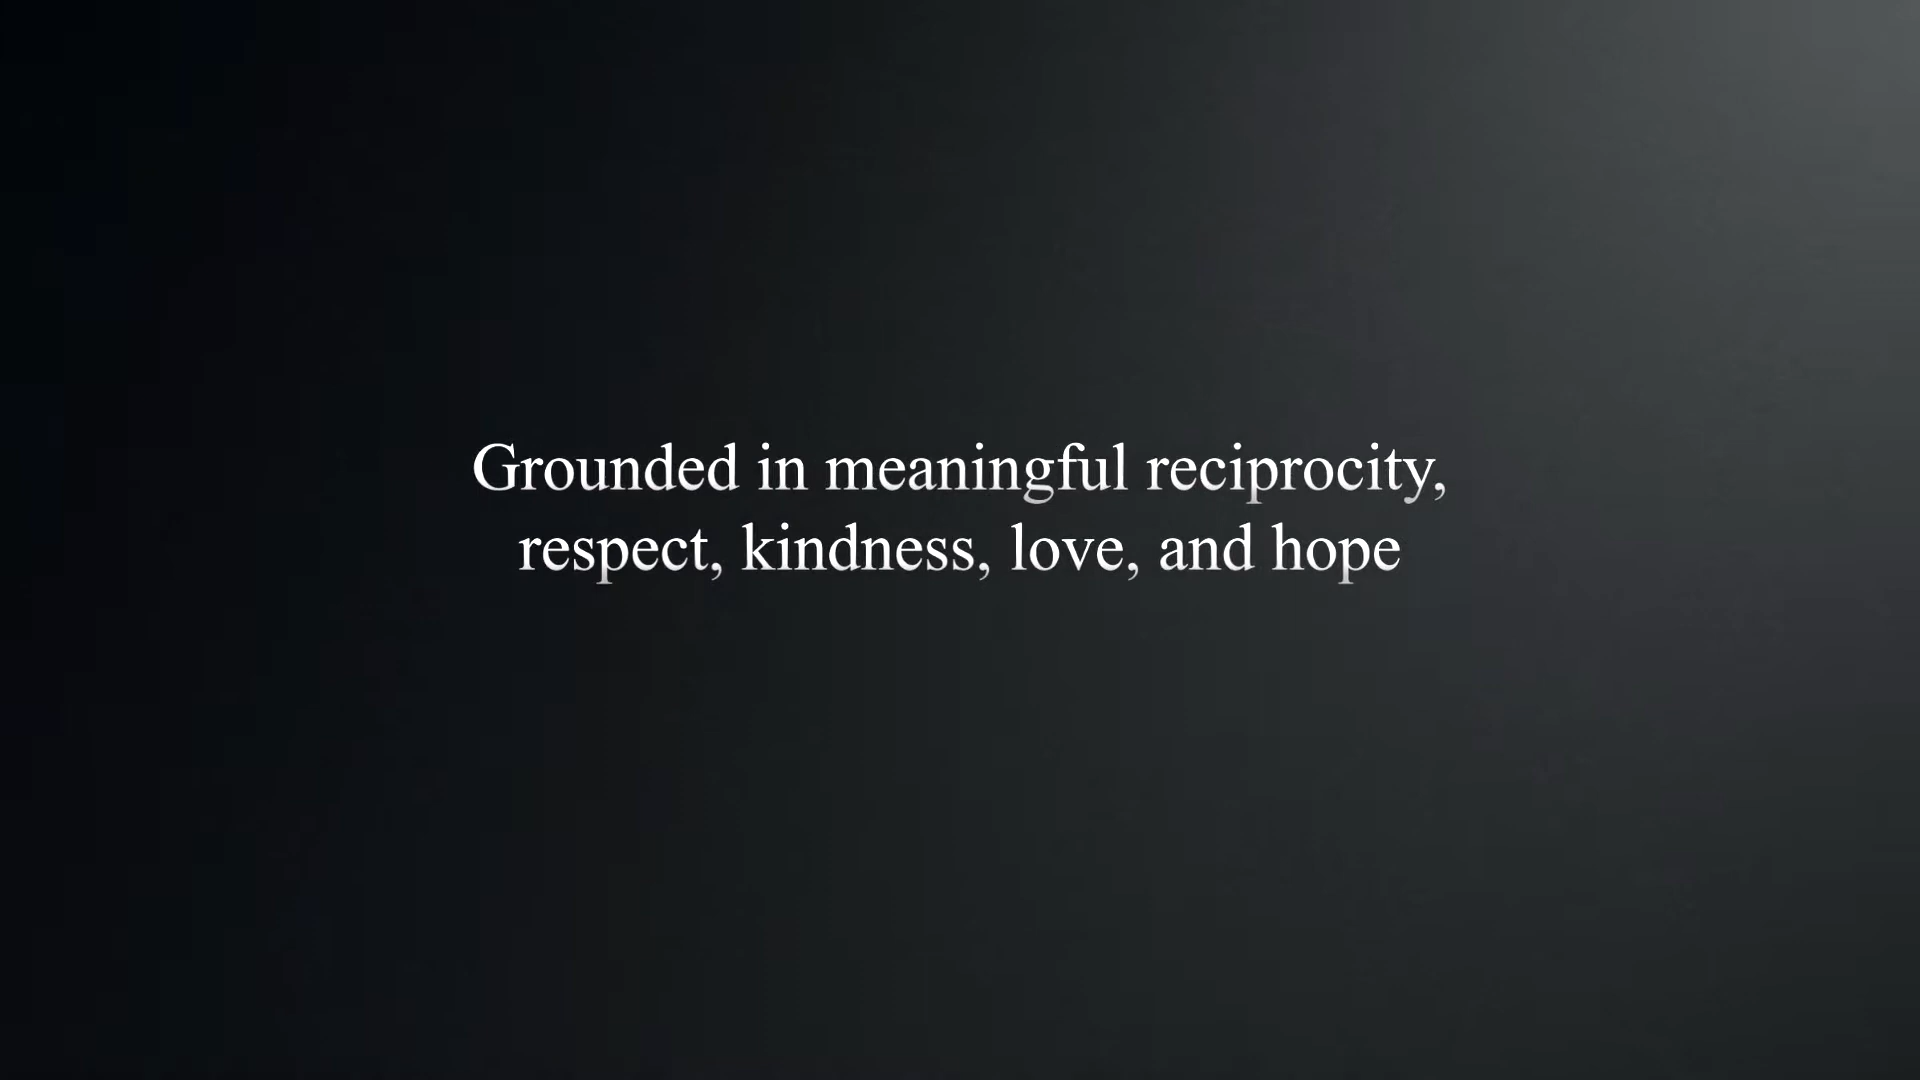 Grounded in meaningful reciprocity,
respect, kindness, love, and hope